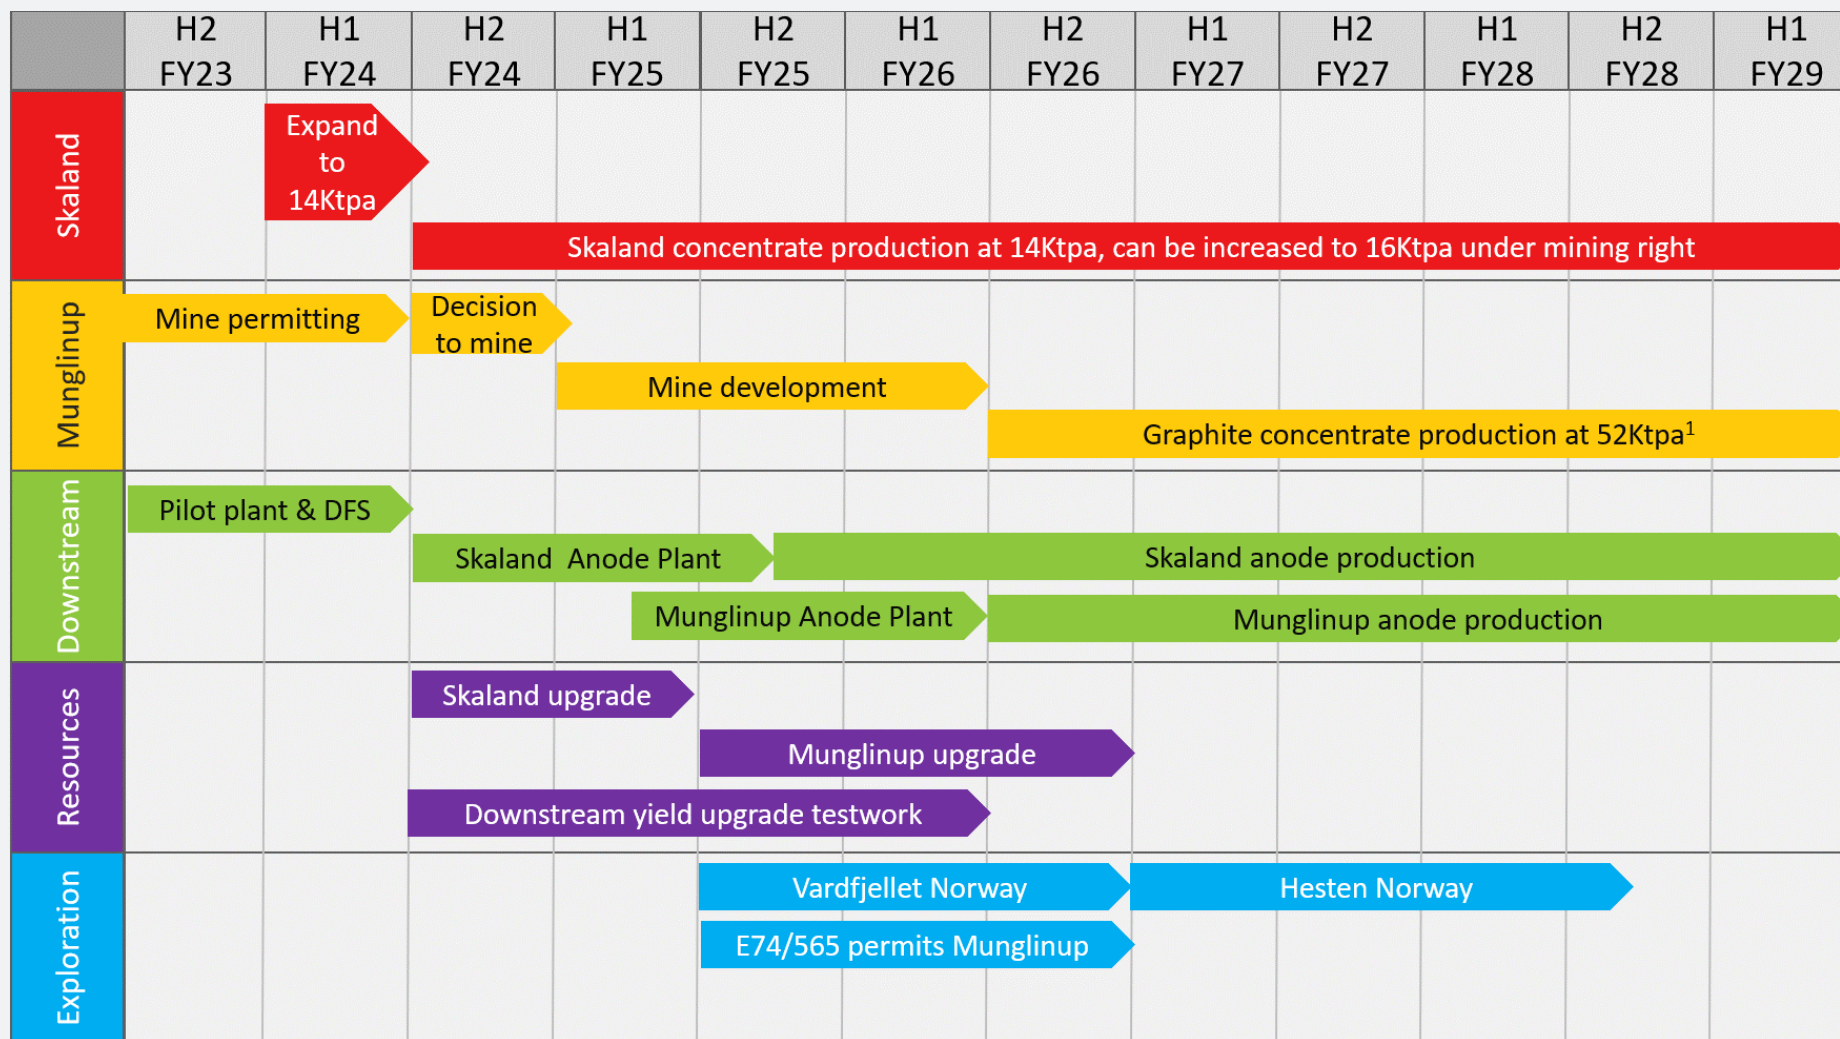 H2 FY23
H1 FY24
H2 FY24
H1 FY25
H2 FY25
H1 FY26
H2 FY26
H1 FY27
H2 FY27
H1 FY28
H2 FY28
H1 FY29
Skaland
Expand
to
14Ktpa
Skaland concentrate production at 14Ktpa, can be increased to 16Ktpa under mining right
Munglinup
Mine permitting
Decision
to mine
Mine development
Graphite concentrate production at 52Ktpa¹
Downstream
Pilot plant & DFS
Skaland Anode Plant
Skaland anode production
Munglinup Anode Plant
Munglinup anode production
Resources
Skaland upgrade
Munglinup upgrade
Downstream yield upgrade testwork
Exploration
Vardfjellet Norway
Hesten Norway
E74/565 permits Munglinup